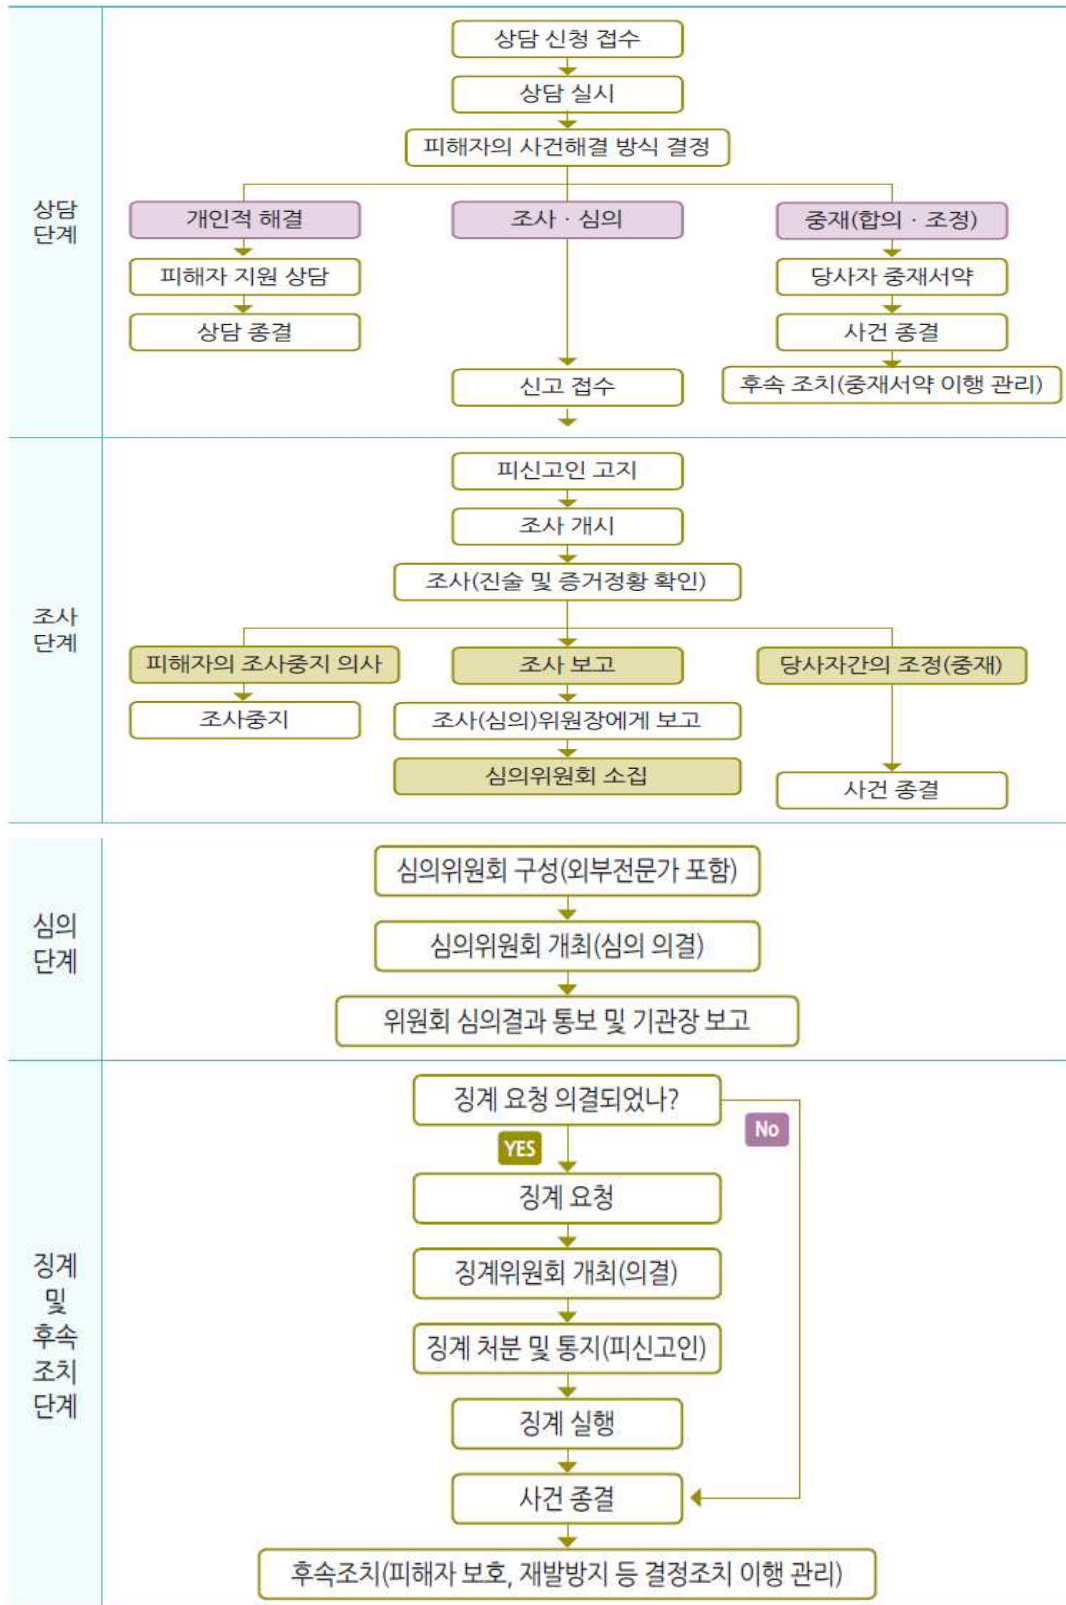 상담 신청 접수
상담 실시
피해자의 사건해결 방식 결정
상담
단계
개인적 해결
조사 · 심의
중재(합의 · 조정)
피해자 지원 상담
당사자 중재서약
상담 종결
사건 종결
신고 접수
후속 조치(중재서약 이행 관리)
피신고인 고지
조사 개시
조사(진술 및 증거정황 확인)
조사
단계
피해자의 조사중지 의사
조사 보고
당사자간의 조정(중재)
조사중지
조사(심의)위원장에게 보고
심의위원회 소집
사건 종결
심의위원회 구성(외부전문가 포함)
심의
단계
심의위원회 개최(심의 의결)
위원회 심의결과 통보 및 기관장 보고
징계 요청 의결되었나?
No
YES
징계 요청
징계위원회 개최(의결)
징계
및
후속
조치
단계
징계 처분 및 통지(피신고인)
징계 실행
사건 종결
후속조치(피해자 보호, 재발방지 등 결정조치 이행 관리)